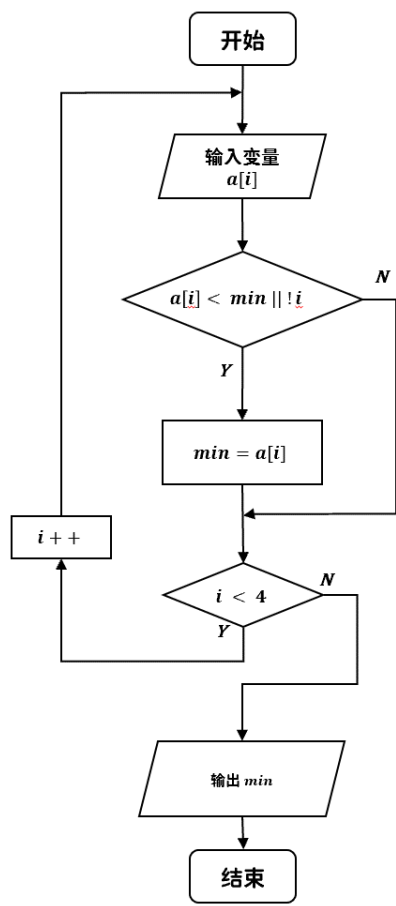 开始
输入变量
a[i]
a[i] < min || ! i
N
Y
min = a[i]
i + +
i < 4
N
Y
输出 min
结束